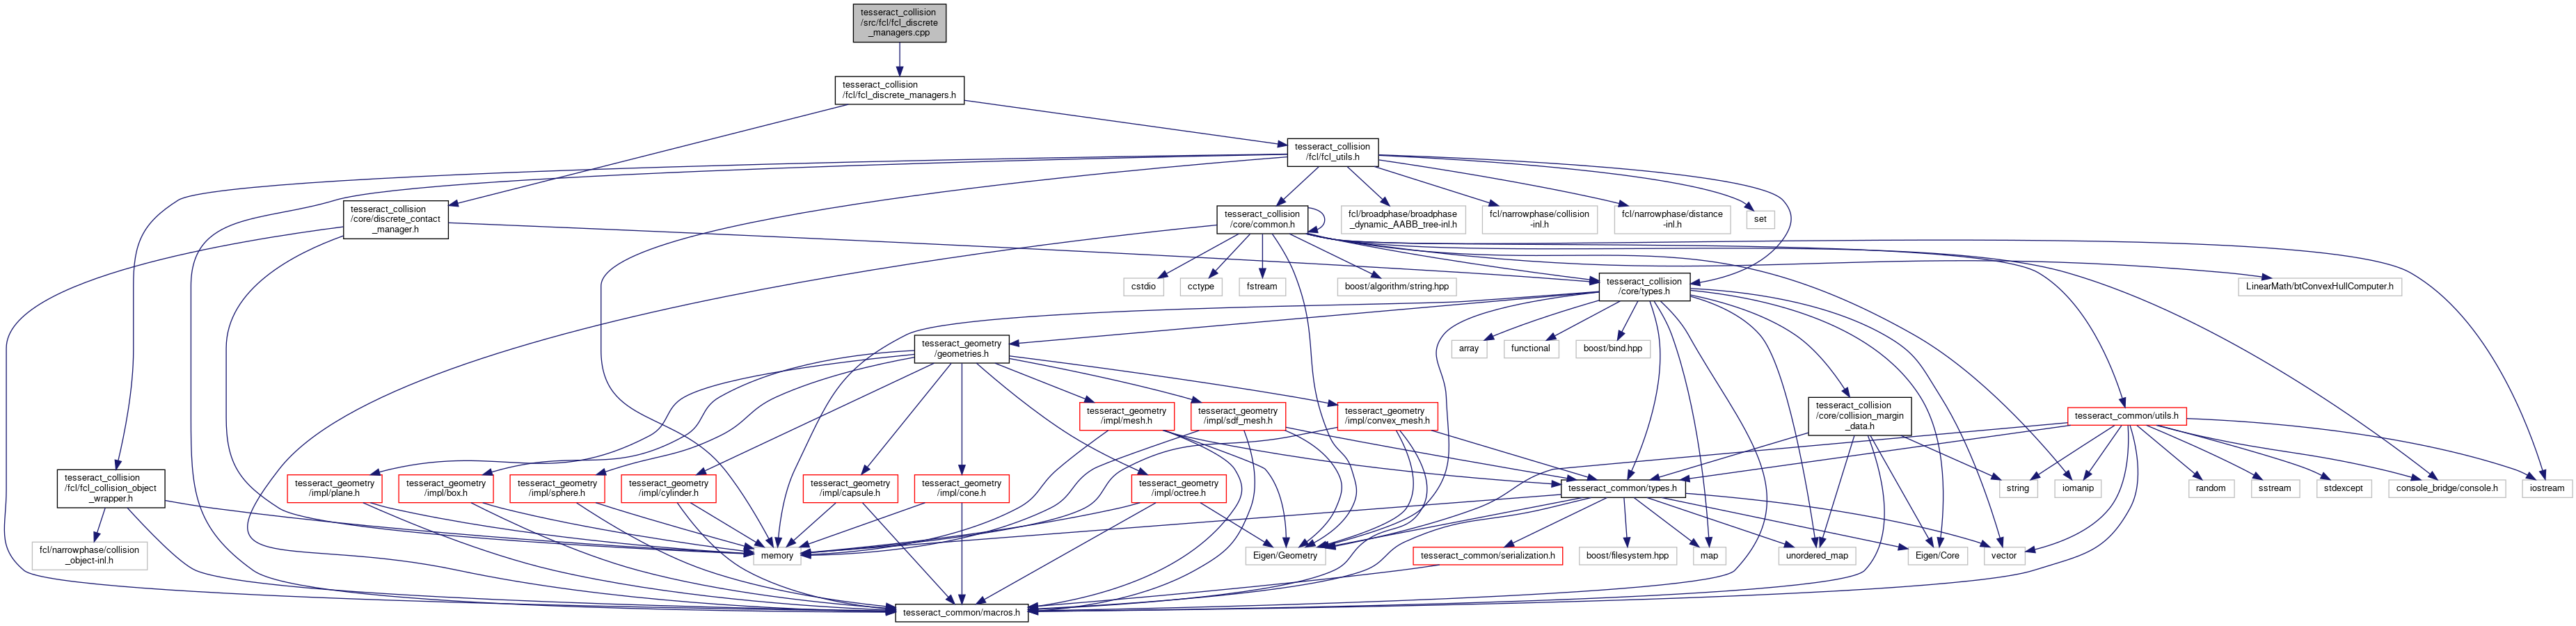 tesseract_collision
/src/fcl/fcl_discrete
_managers.cpp
tesseract_collision
/fcl/fcl_discrete_managers.h
tesseract_collision
/fcl/fcl_utils.h
tesseract_collision
/core/discrete_contact
_manager.h
tesseract_collision
/core/common.h
fcl/broadphase/broadphase
_dynamic_AABB_tree-inl.h
fcl/narrowphase/collision
-inl.h
fcl/narrowphase/distance
-inl.h
set
cstdio
cctype
fstream
boost/algorithm/string.hpp
tesseract_collision
/core/types.h
LinearMath/btConvexHullComputer.h
tesseract_geometry
/geometries.h
array
functional
boost/bind.hpp
tesseract_geometry
/impl/mesh.h
tesseract_geometry
/impl/sdf_mesh.h
tesseract_geometry
/impl/convex_mesh.h
tesseract_collision
/core/collision_margin
_data.h
tesseract_common/utils.h
tesseract_collision
/fcl/fcl_collision_object
_wrapper.h
tesseract_geometry
/impl/plane.h
tesseract_geometry
/impl/box.h
tesseract_geometry
/impl/sphere.h
tesseract_geometry
/impl/cylinder.h
tesseract_geometry
/impl/capsule.h
tesseract_geometry
/impl/cone.h
tesseract_geometry
/impl/octree.h
tesseract_common/types.h
string
iomanip
random
sstream
stdexcept
console_bridge/console.h
iostream
fcl/narrowphase/collision
_object-inl.h
memory
Eigen/Geometry
tesseract_common/serialization.h
boost/filesystem.hpp
map
unordered_map
Eigen/Core
vector
tesseract_common/macros.h